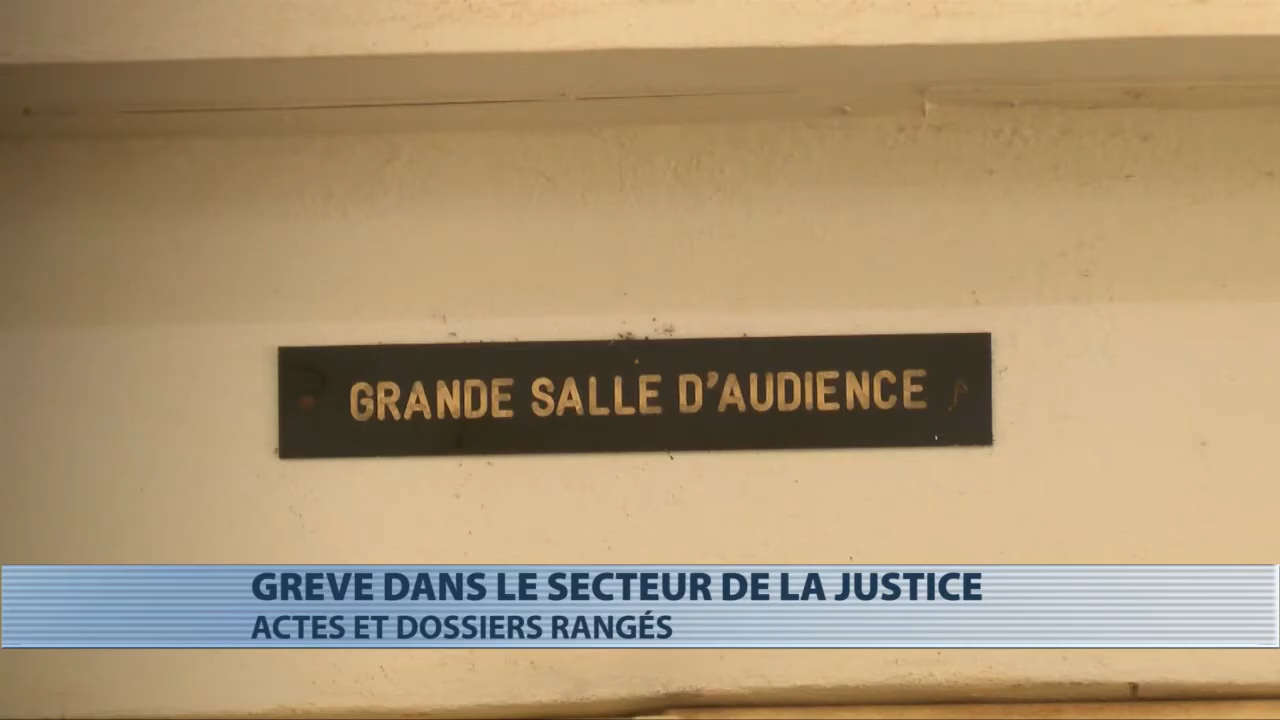 GRANDE SALLE D'AUDIENCE
GREVE DANS LE SECTEUR DE LA JUSTICE
ACTES ET DOSSIERS RANGÉS